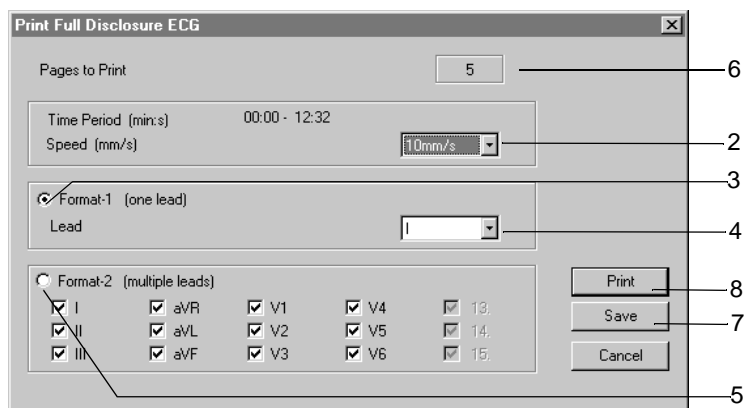 Print Full Disclosure ECG
Pages to Print 5 6
Time Period (min:s) 00:00 - 12:32
Speed (mm/s) 10mm/s 2
3
Format-1 (one lead)
Lead I 4
Format-2 (multiple leads) Print 8
I aVR V1 V4 13.
II aVL V2 V5 14. Save 7
III aVF V3 V6 15. Cancel
5